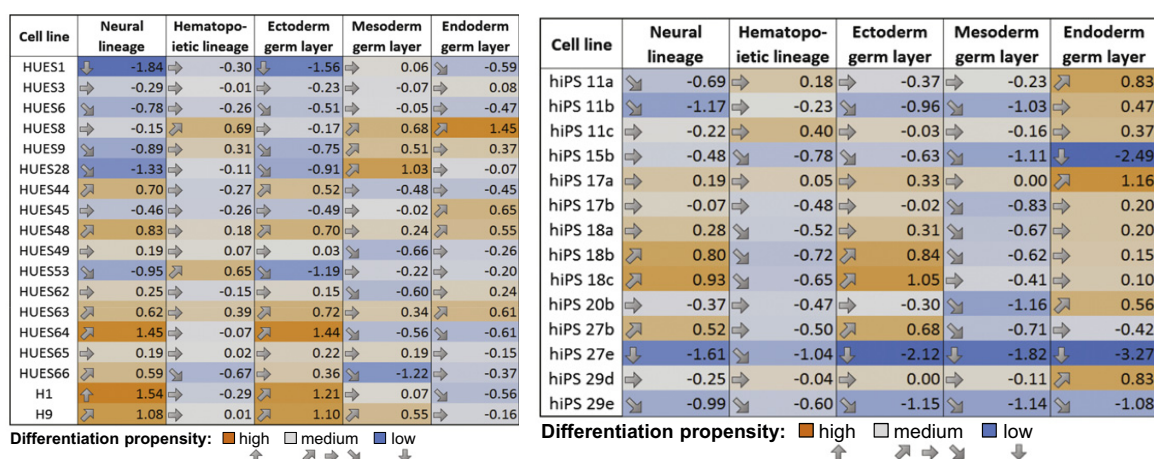 Cell line Neural lineage Hematopo- ietic lineage Ectoderm germ layer Mesoderm germ layer Endoderm germ layer
HUES1 -1.84 -0.30 -1.56 0.06 -0.59
HUES3 -0.29 -0.01 -0.23 -0.07 0.08
HUES6 -0.78 -0.26 -0.51 -0.05 -0.47
HUES8 -0.15 0.69 -0.17 0.68 1.45
HUES9 -0.89 0.31 -0.75 0.51 0.37
HUES28 -1.33 -0.11 -0.91 1.03 -0.07
HUES44 0.70 -0.27 0.52 -0.48 -0.45
HUES45 -0.46 -0.26 -0.49 -0.02 0.65
HUES48 0.83 0.18 0.70 0.24 0.55
HUES49 0.19 0.07 0.03 -0.66 -0.26
HUES53 -0.95 0.65 -1.19 -0.22 -0.20
HUES62 0.25 -0.15 0.15 -0.60 0.24
HUES63 0.62 0.39 0.72 0.34 0.61
HUES64 1.45 -0.07 1.44 -0.56 -0.61
HUES65 0.19 0.02 0.22 0.19 -0.15
HUES66 0.59 -0.67 0.36 -1.22 -0.37
H1 1.54 -0.29 1.21 0.07 -0.56
H9 1.08 0.01 1.10 0.55 -0.16
Differentiation propensity: high medium low
Cell line Neural lineage Hematopo- ietic lineage Ectoderm germ layer Mesoderm germ layer Endoderm germ layer
hiPS 11a -0.69 0.18 -0.37 -0.23 0.83
hiPS 11b -1.17 -0.23 -0.96 -1.03 0.47
hiPS 11c -0.22 0.40 -0.03 -0.16 0.37
hiPS 15b -0.48 -0.78 -0.63 -1.11 -2.49
hiPS 17a 0.19 0.05 0.33 0.00 1.16
hiPS 17b -0.07 -0.48 -0.02 -0.83 0.20
hiPS 18a 0.28 -0.52 0.31 -0.67 0.20
hiPS 18b 0.80 -0.72 0.84 -0.62 0.15
hiPS 18c 0.93 -0.65 1.05 -0.41 0.10
hiPS 20b -0.37 -0.47 -0.30 -1.16 0.56
hiPS 27b 0.52 -0.50 0.68 -0.71 -0.42
hiPS 27e -1.61 -1.04 -2.12 -1.82 -3.27
hiPS 29d -0.25 -0.04 0.00 -0.11 0.83
hiPS 29e -0.99 -0.60 -1.15 -1.14 -1.08
Differentiation propensity: high medium low